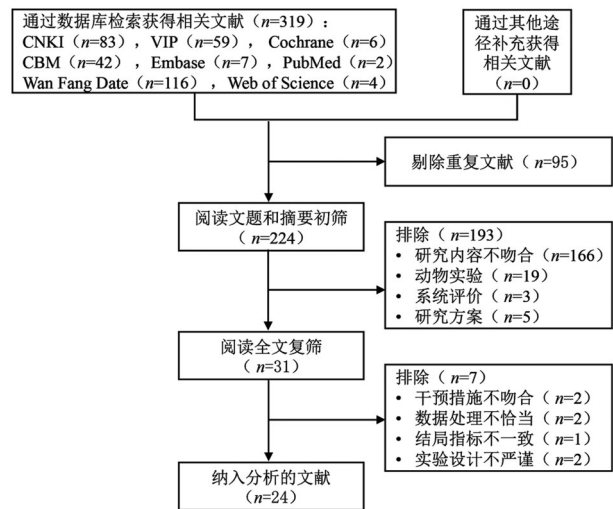 通过数据库检索获得相关文献（n=319）：
CNKI（n=83），VIP（n=59），Cochrane（n=6）
CBM（n=42），Embase（n=7），PubMed（n=2）
Wan Fang Date（n=116），Web of Science（n=4）
通过其他途
径补充获得
相关文献
（n=0）
剔除重复文献（n=95）
阅读文题和摘要初筛
（n=224）
排除（n=193）
• 研究内容不吻合（n=166）
• 动物实验（n=19）
• 系统评价（n=3）
• 研究方案（n=5）
阅读全文复筛
（n=31）
排除（n=7）
• 干预措施不吻合（n=2）
• 数据处理不恰当（n=2）
• 结局指标不一致（n=1）
• 实验设计不严谨（n=2）
纳入分析的文献
（n=24）